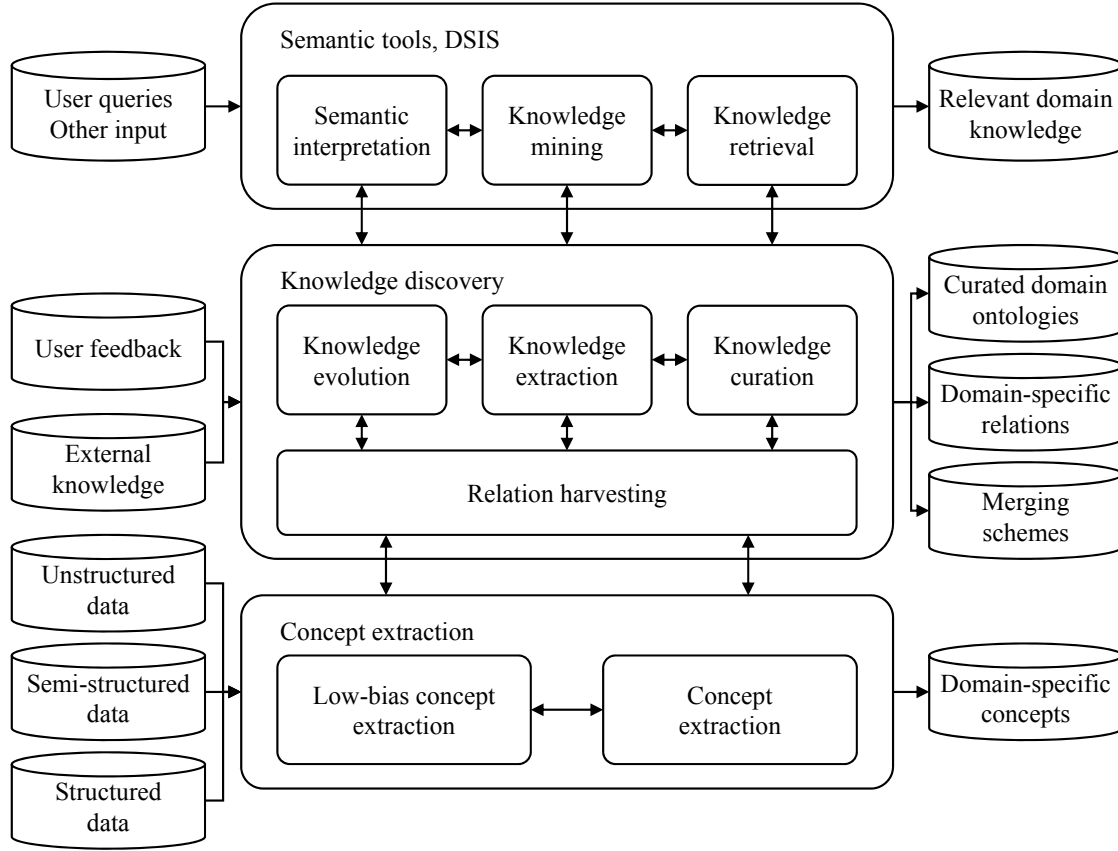 Semantic tools, DSIS
User queries
Other input
Semantic
interpretation
Knowledge
mining
Knowledge
retrieval
Relevant domain
knowledge
Knowledge discovery
User feedback
External
knowledge
Knowledge
evolution
Knowledge
extraction
Knowledge
curation
Relation harvesting
Curated domain
ontologies
Domain-specific
relations
Merging
schemes
Unstructured
data
Semi-structured
data
Structured
data
Concept extraction
Low-bias concept
extraction
Concept
extraction
Domain-specific
concepts